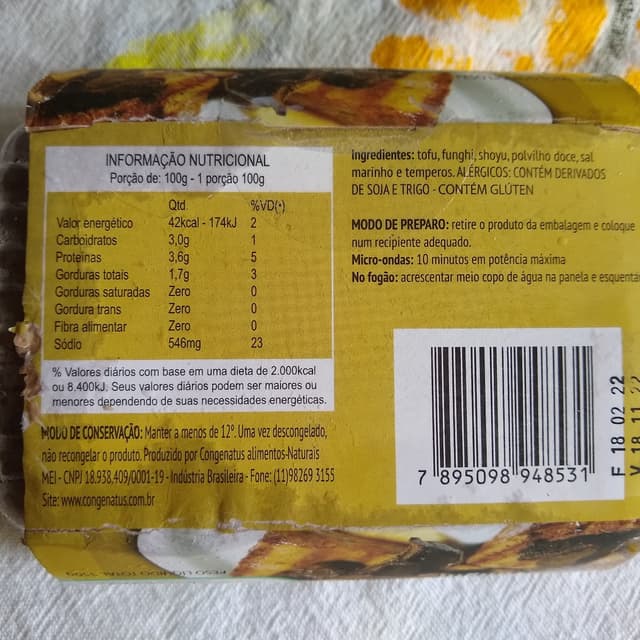 INFORMAÇÃO NUTRICIONAL
Porção de: 100g - 1 porção 100g
Qtd. %VD(*)
Valor energético 42kcal - 174kJ 2
Carboidratos 3,0g 1
Proteínas 3,6g 5
Gorduras totais 1,7g 3
Gorduras saturadas Zero 0
Gordura trans Zero 0
Fibra alimentar Zero 0
Sódio 546mg 23
% Valores diários com base em uma dieta de 2.000kcal
ou 8.400kJ. Seus valores diários podem ser maiores ou
menores dependendo de suas necessidades energéticas.
MODO DE CONSERVAÇÃO: Manter a menos de 12º. Uma vez descongelado,
não recongelar o produto. Produzido por Congenatus alimentos-Naturais
MEI - CNPJ 18.938.409/0001-19 - Indústria Brasileira - Fone: (11)98269 3155
Site: www.congenatus.com.br
Ingredientes: tofu, funghi, shoyu, polvilho doce, sal
marinho e temperos. ALÉRGICOS: CONTÉM DERIVADOS
DE SOJA E TRIGO - CONTÉM GLÚTEN
MODO DE PREPARO: retire o produto da embalagem e coloque
num recipiente adequado.
Micro-ondas: 10 minutos em potência máxima
No fogão: acrescentar meio copo de água na panela e esquentar
7 895098 948531
F 18 02 22
V 18 11 22
PESO LÍQUIDO TOTAL